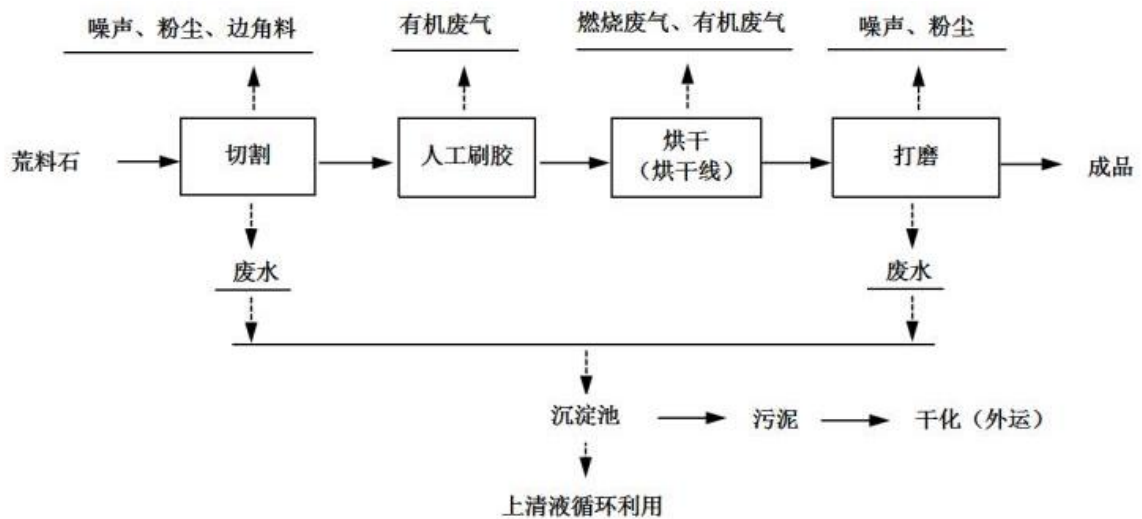 噪声、粉尘、边角料
有机废气
燃烧废气、有机废气
噪声、粉尘
荒料石
切割
人工刷胶
烘干
（烘干线）
打磨
成品
废水
废水
沉淀池
污泥
干化（外运）
上清液循环利用